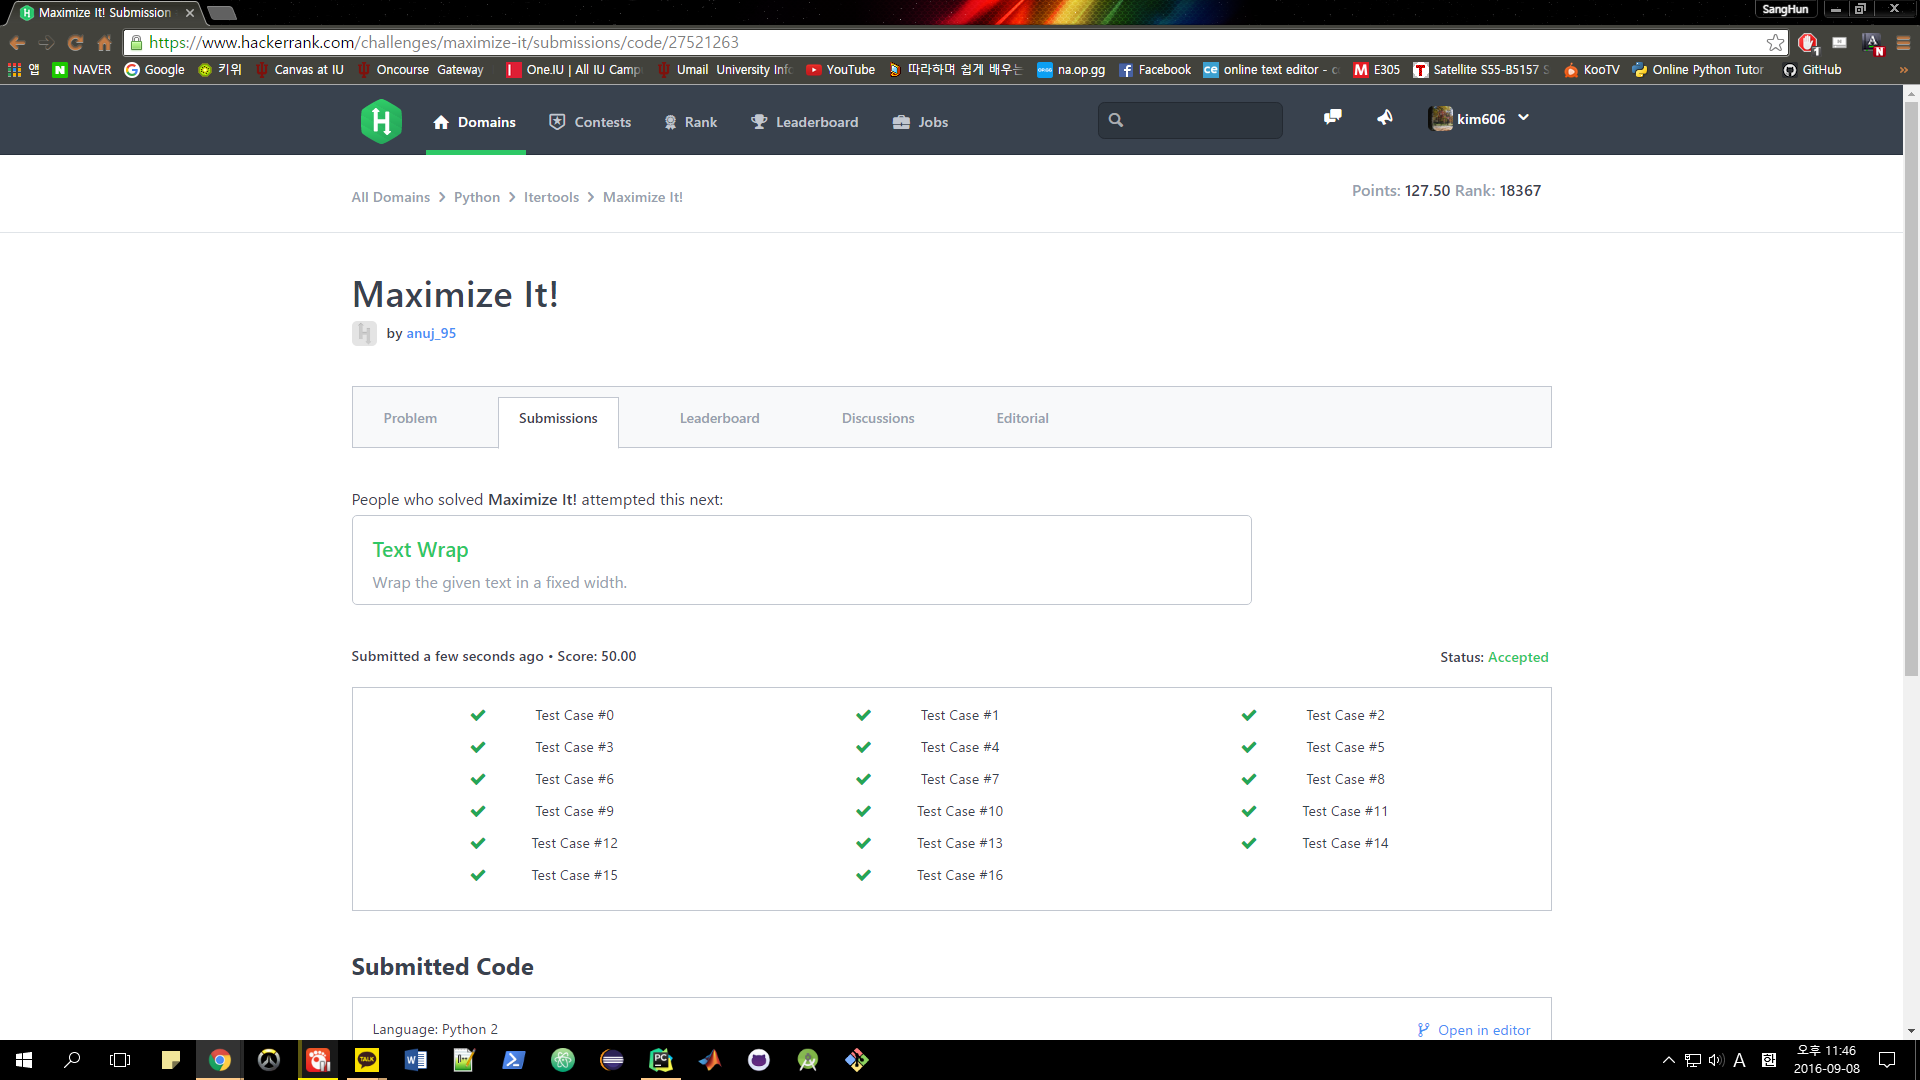 Maximize It! Submission
SangHun
https://www.hackerrank.com/challenges/maximize-it/submissions/code/27521263
앱 NAVER Google 키위 Canvas at IU Oncourse Gateway One.IU | All IU Camp Umail University Info YouTube 따라하며 쉽게 배우는 na.op.gg Facebook online text editor - c E305 Satellite S55-B5157 S KooTV Online Python Tutor GitHub »
Domains Contests Rank Leaderboard Jobs kim606
All Domains > Python > Itertools > Maximize It! Points: 127.50 Rank: 18367
Maximize It!
by anuj_95
Problem Submissions Leaderboard Discussions Editorial
People who solved Maximize It! attempted this next:
Text Wrap
Wrap the given text in a fixed width.
Submitted a few seconds ago • Score: 50.00 Status: Accepted
Test Case #0 Test Case #1 Test Case #2
Test Case #3 Test Case #4 Test Case #5
Test Case #6 Test Case #7 Test Case #8
Test Case #9 Test Case #10 Test Case #11
Test Case #12 Test Case #13 Test Case #14
Test Case #15 Test Case #16
Submitted Code
Language: Python 2 Open in editor
A 한 오후 11:46
2016-09-08